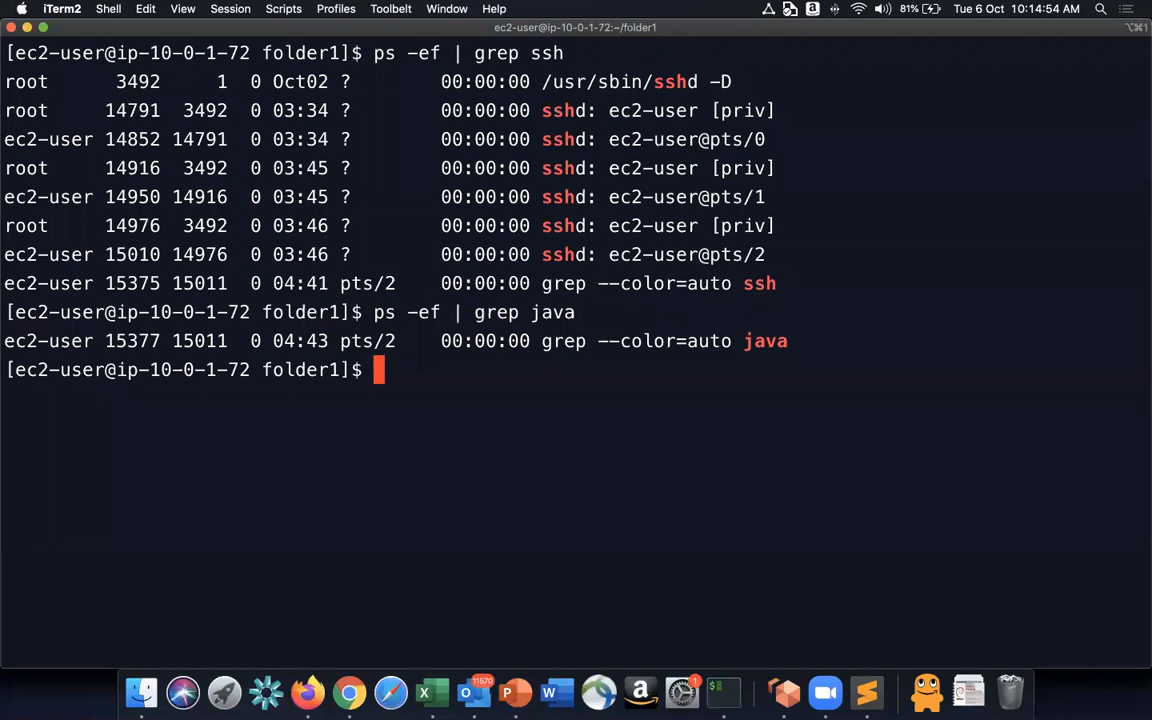 iTerm2 Shell Edit View Session Scripts Profiles Toolbelt Window Help 81% Tue 6 Oct 10:14:54 AM
ec2-user@ip-10-0-1-72:~/folder1 ⌥⌘1
[ec2-user@ip-10-0-1-72 folder1]$ ps -ef | grep ssh
root 3492 1 0 Oct02 ? 00:00:00 /usr/sbin/sshd -D
root 14791 3492 0 03:34 ? 00:00:00 sshd: ec2-user [priv]
ec2-user 14852 14791 0 03:34 ? 00:00:00 sshd: ec2-user@pts/0
root 14916 3492 0 03:45 ? 00:00:00 sshd: ec2-user [priv]
ec2-user 14950 14916 0 03:45 ? 00:00:00 sshd: ec2-user@pts/1
root 14976 3492 0 03:46 ? 00:00:00 sshd: ec2-user [priv]
ec2-user 15010 14976 0 03:46 ? 00:00:00 sshd: ec2-user@pts/2
ec2-user 15375 15011 0 04:41 pts/2 00:00:00 grep --color=auto ssh
[ec2-user@ip-10-0-1-72 folder1]$ ps -ef | grep java
ec2-user 15377 15011 0 04:43 pts/2 00:00:00 grep --color=auto java
[ec2-user@ip-10-0-1-72 folder1]$
11570
1